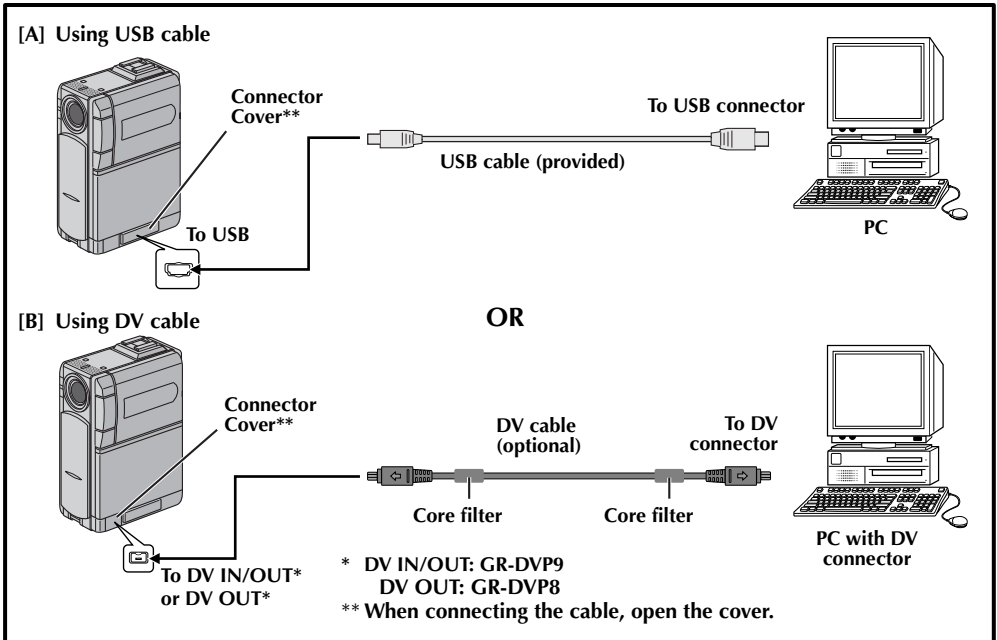 [A] Using USB cable
Connector
Cover**
To USB connector
USB cable (provided)
To USB
PC
[B] Using DV cable
OR
Connector
Cover**
DV cable
(optional)
To DV
connector
Core filter
Core filter
PC with DV
connector
To DV IN/OUT*
or DV OUT*
* DV IN/OUT: GR-DVP9
DV OUT: GR-DVP8
** When connecting the cable, open the cover.